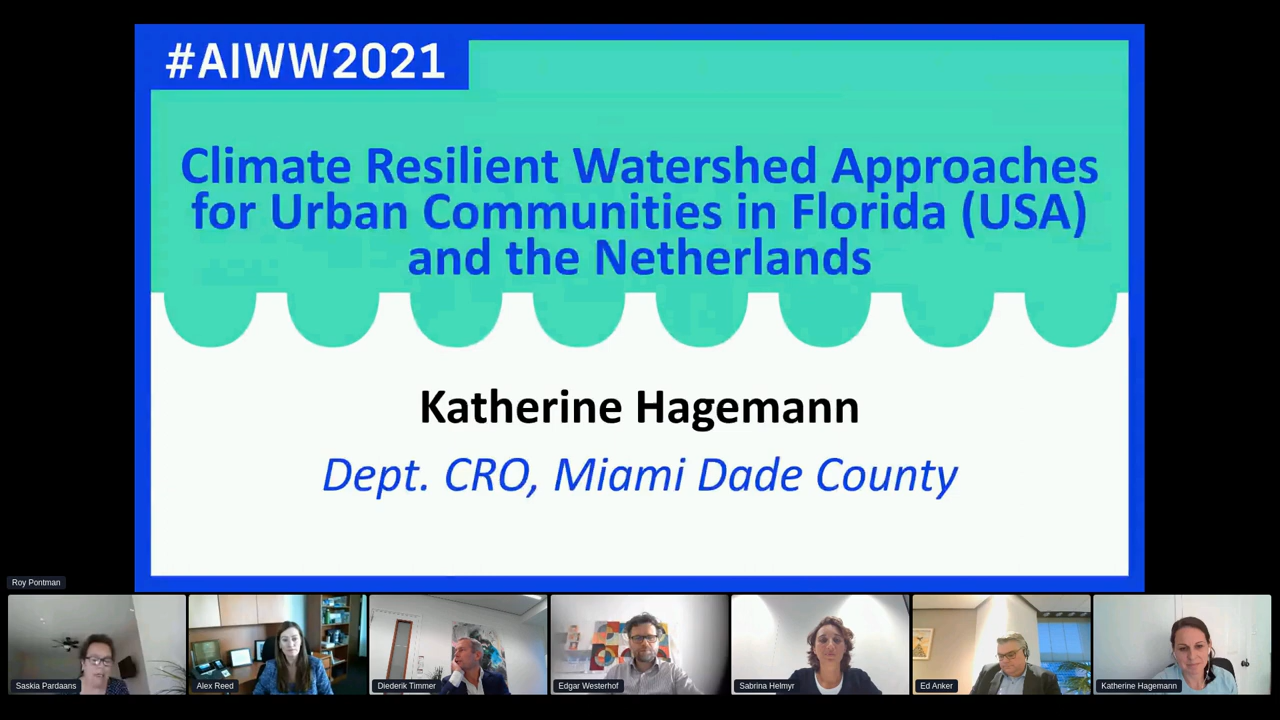 #AIWW2021
Climate Resilient Watershed Approaches
for Urban Communities in Florida (USA)
and the Netherlands
Katherine Hagemann
Dept. CRO, Miami Dade County
Roy Pontman
Saskia Pardaans
Alex Reed
Diederik Timmer
Edgar Westerhof
Sabrina Helmyr
Ed Anker
Katherine Hagemann